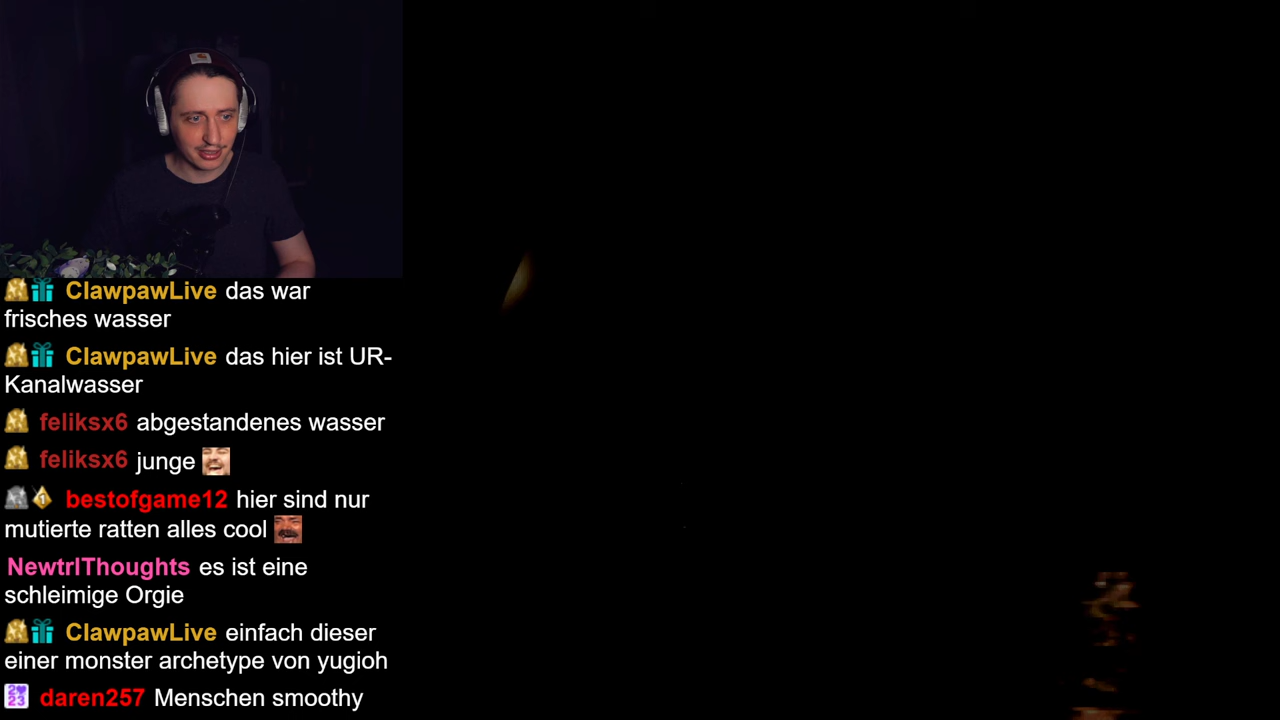 ClawpawLive das war
frisches wasser
ClawpawLive das hier ist UR-
Kanalwasser
feliksx6 abgestandenes wasser
feliksx6 junge
bestofgame12 hier sind nur
mutierte ratten alles cool
NewtrlThoughts es ist eine
schleimige Orgie
ClawpawLive einfach dieser
einer monster archetype von yugioh
2023 daren257 Menschen smoothy